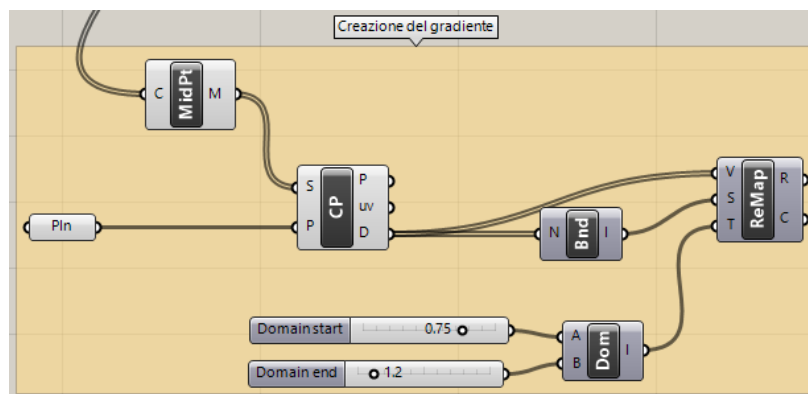 Creazione del gradiente
C MidPt M
S CP P
uv
P D
Pln
V ReMap R
S
T C
N Bnd I
Domain start 0.75
A Dom I
B
Domain end 1.2